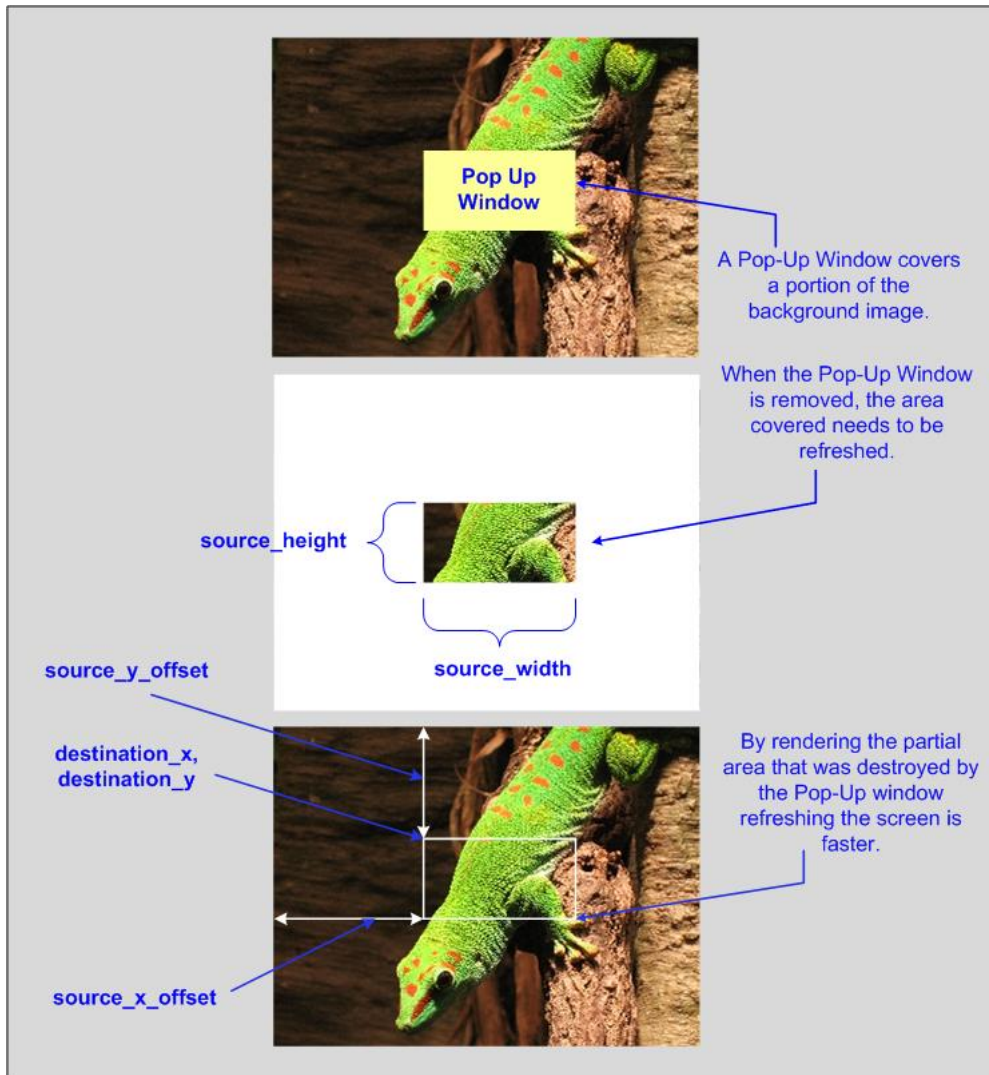 Pop Up
Window
A Pop-Up Window covers
a portion of the
background image.
When the Pop-Up Window
is removed, the area
covered needs to be
refreshed.
source_height
source_width
source_y_offset
destination_x,
destination_y
By rendering the partial
area that was destroyed by
the Pop-Up window
refreshing the screen is
faster.
source_x_offset